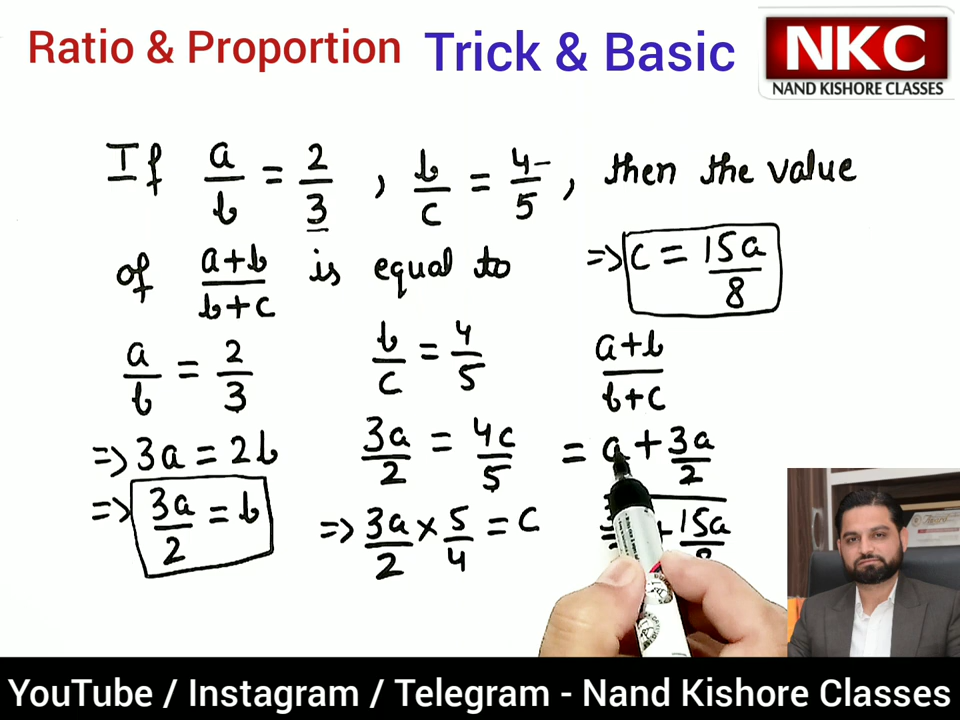 Ratio & Proportion Trick & Basic
NKC
NAND KISHORE CLASSES
If a/b = 2/3 , b/c = 4/5 , then the value
of a+b/b+c is equal to
a/b = 2/3
=> 3a = 2b
=> 3a/2 = b
b/c = 4/5
3a/2 = 4c/5
=> 3a/2 × 5/4 = c
=> c = 15a/8
a+b/b+c
= a + 3a/2
+ 15a
YouTube / Instagram / Telegram - Nand Kishore Classes